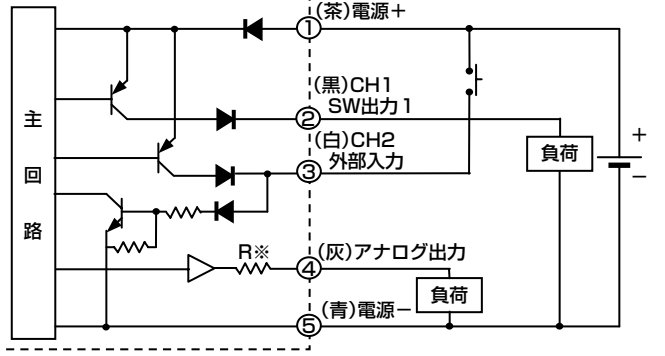 主回路
① (茶)電源+
(黒)CH1
SW出力1
②
(白)CH2
外部入力
③
R※
④ (灰)アナログ出力
⑤ (青)電源−
負荷
負荷
+
−